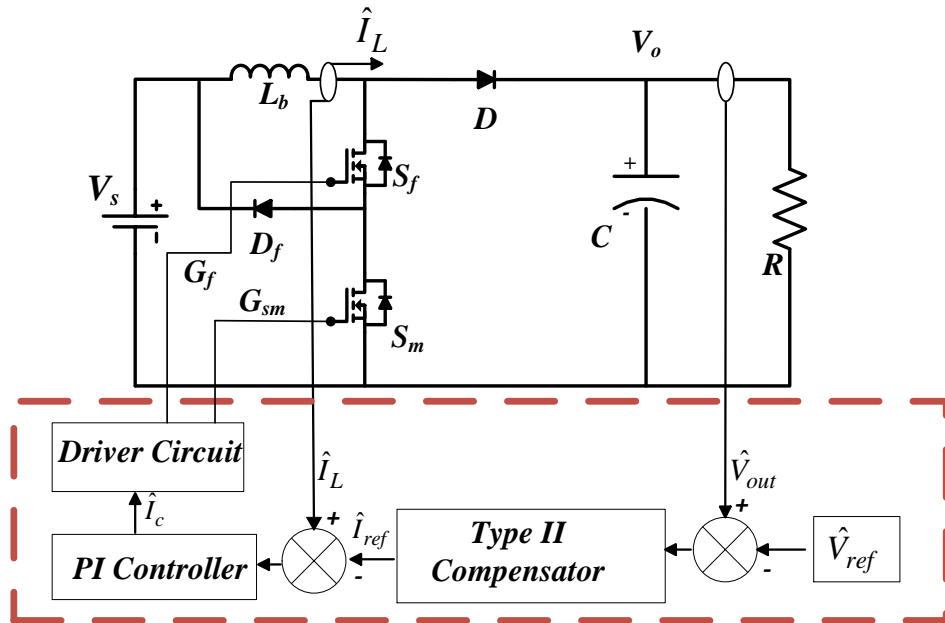 Î_L
V_o
L_b
D
S_f
V_s
+
-
+
-
D_f
C
R
G_f
G_sm
S_m
Driver Circuit
Î_L
V̂_out
Î_c
+
+
Î_ref
Type II
Compensator
V̂_ref
PI Controller
-
-